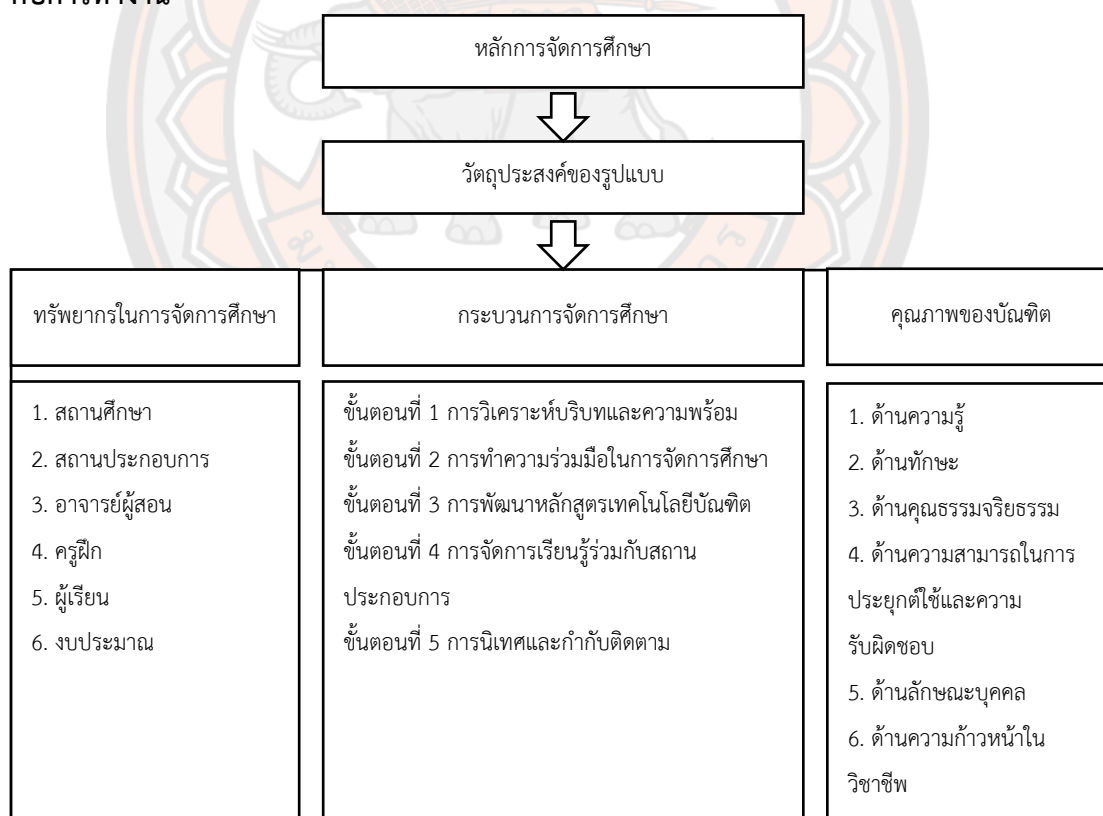 หลักการจัดการศึกษา
วัตถุประสงค์ของรูปแบบ
ทรัพยากรในการจัดการศึกษา
1. สถานศึกษา
2. สถานประกอบการ
3. อาจารย์ผู้สอน
4. ครูฝึก
5. ผู้เรียน
6. งบประมาณ
กระบวนการจัดการศึกษา
ขั้นตอนที่ 1 การวิเคราะห์บริบทและความพร้อม
ขั้นตอนที่ 2 การทำความร่วมมือในการจัดการศึกษา
ขั้นตอนที่ 3 การพัฒนาหลักสูตรเทคโนโลยีบัณฑิต
ขั้นตอนที่ 4 การจัดการเรียนรู้ร่วมกับสถาน
ประกอบการ
ขั้นตอนที่ 5 การนิเทศและกำกับติดตาม
คุณภาพของบัณฑิต
1. ด้านความรู้
2. ด้านทักษะ
3. ด้านคุณธรรมจริยธรรม
4. ด้านความสามารถในการ
ประยุกต์ใช้และความ
รับผิดชอบ
5. ด้านลักษณะบุคคล
6. ด้านความก้าวหน้าใน
วิชาชีพ